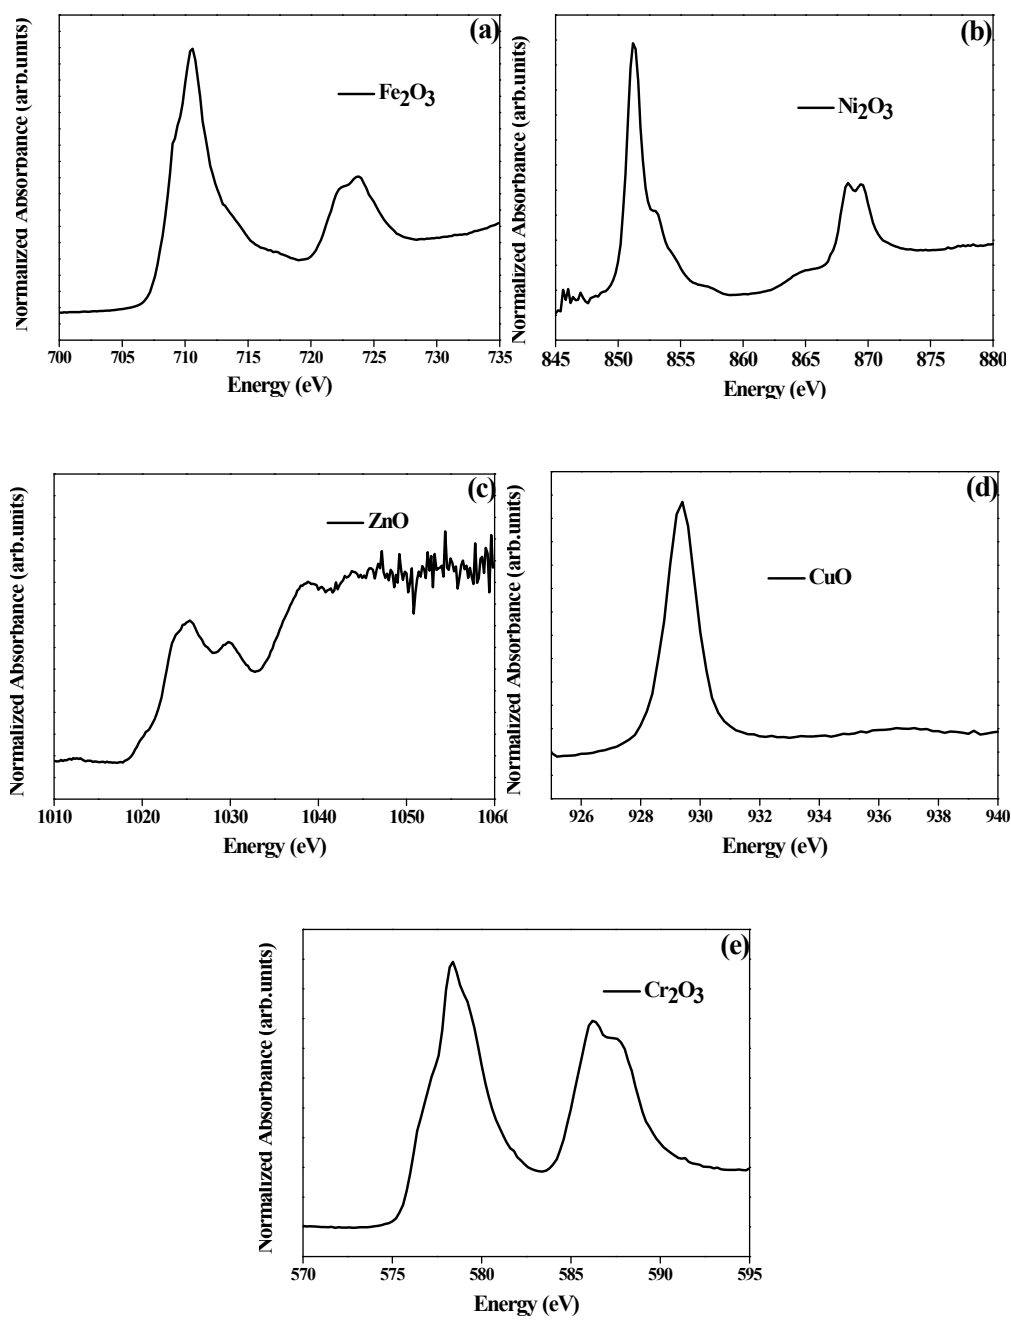 (a)
Fe2O3
Normalized Absorbance (arb.units)
700 705 710 715 720 725 730 735
Energy (eV)
(b)
Ni2O3
Normalized Absorbance (arb.units)
845 850 855 860 865 870 875 880
Energy (eV)
(c)
ZnO
Normalized Absorbance (arb.units)
1010 1020 1030 1040 1050 1060
Energy (eV)
(d)
CuO
Normalized Absorbance (arb.units)
926 928 930 932 934 936 938 940
Energy (eV)
(e)
Cr2O3
Normalized Absorbance (arb.units)
570 575 580 585 590 595
Energy (eV)